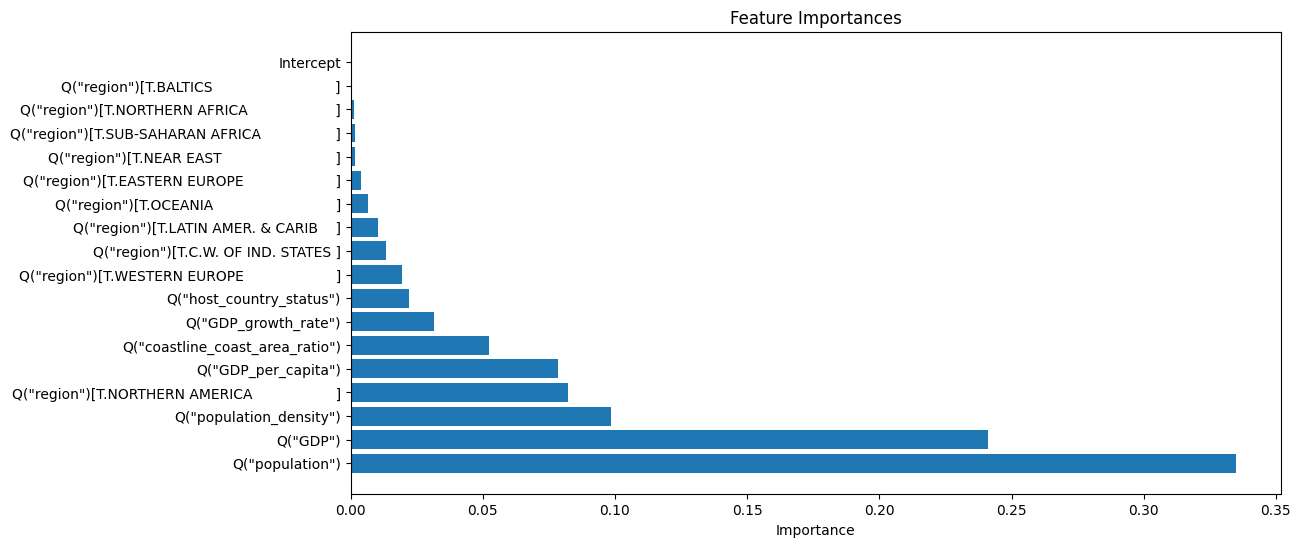 Feature Importances
Intercept
Q("region")[T.BALTICS                            ]
Q("region")[T.NORTHERN AFRICA                    ]
Q("region")[T.SUB-SAHARAN AFRICA                 ]
Q("region")[T.NEAR EAST                          ]
Q("region")[T.EASTERN EUROPE                     ]
Q("region")[T.OCEANIA                            ]
Q("region")[T.LATIN AMER. & CARIB    ]
Q("region")[T.C.W. OF IND. STATES ]
Q("region")[T.WESTERN EUROPE                     ]
Q("host_country_status")
Q("GDP_growth_rate")
Q("coastline_coast_area_ratio")
Q("GDP_per_capita")
Q("region")[T.NORTHERN AMERICA                   ]
Q("population_density")
Q("GDP")
Q("population")
0.00 0.05 0.10 0.15 0.20 0.25 0.30 0.35
Importance